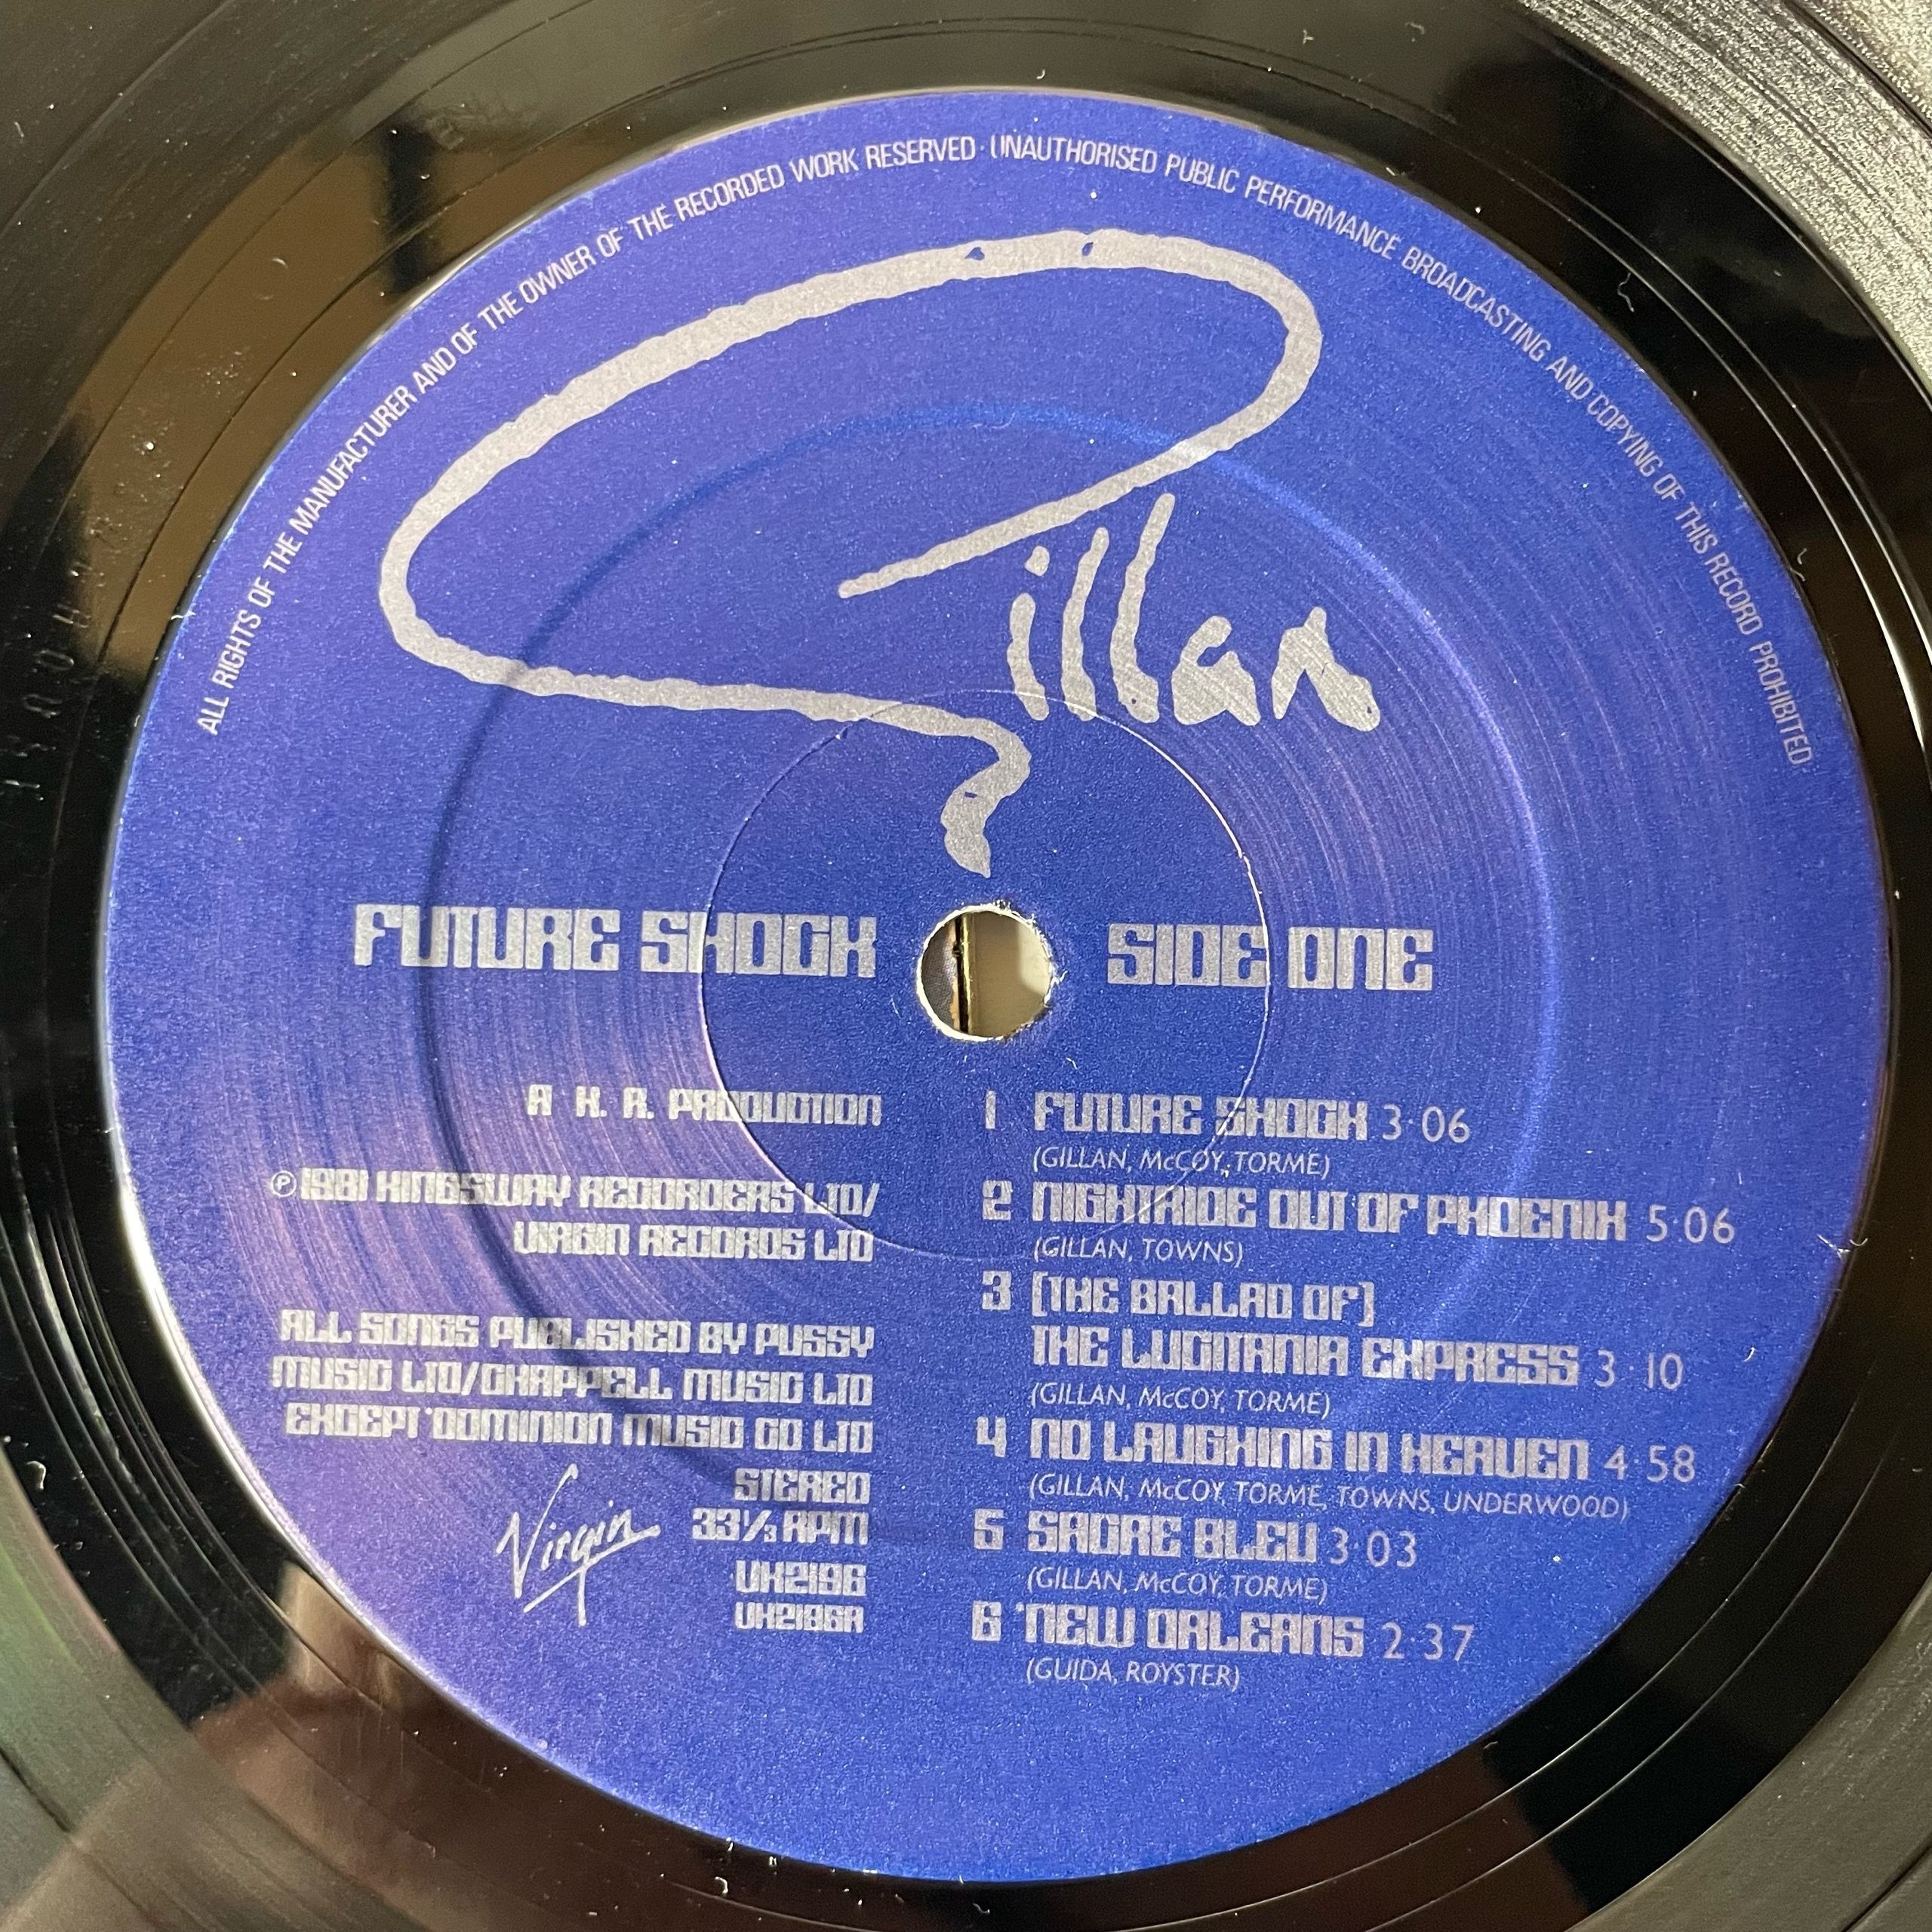 ALL RIGHTS OF THE MANUFACTURER AND OF THE OWNER OF THE RECORDED WORK RESERVED · UNAUTHORISED PUBLIC PERFORMANCE BROADCASTING AND COPYING OF THIS RECORD PROHIBITED
Gillan
FUTURE SHOCK
SIDE ONE
A · K. A. PRODUCTION
℗ 1981 KINGSWAY RECORDERS LTD/
VIRGIN RECORDS LTD
ALL SONGS PUBLISHED BY PUSSY
MUSIC LTD/CHAPPELL MUSIC LTD
EXCEPT *DOMINION MUSIC CO LTD
STEREO
33⅓ RPM
VK2196
VK2196A
Virgin
1 FUTURE SHOCK 3·06
(GILLAN, McCOY, TORME)
2 NIGHTRIDE OUT OF PHOENIX 5·06
(GILLAN, TOWNS)
3 [THE BALLAD OF]
THE LUCITANIA EXPRESS 3·10
(GILLAN, McCOY, TORME)
4 NO LAUGHING IN HEAVEN 4·58
(GILLAN, McCOY, TORME, TOWNS, UNDERWOOD)
5 SACRE BLEU 3·03
(GILLAN, McCOY, TORME)
6 *NEW ORLEANS 2·37
(GUIDA, ROYSTER)